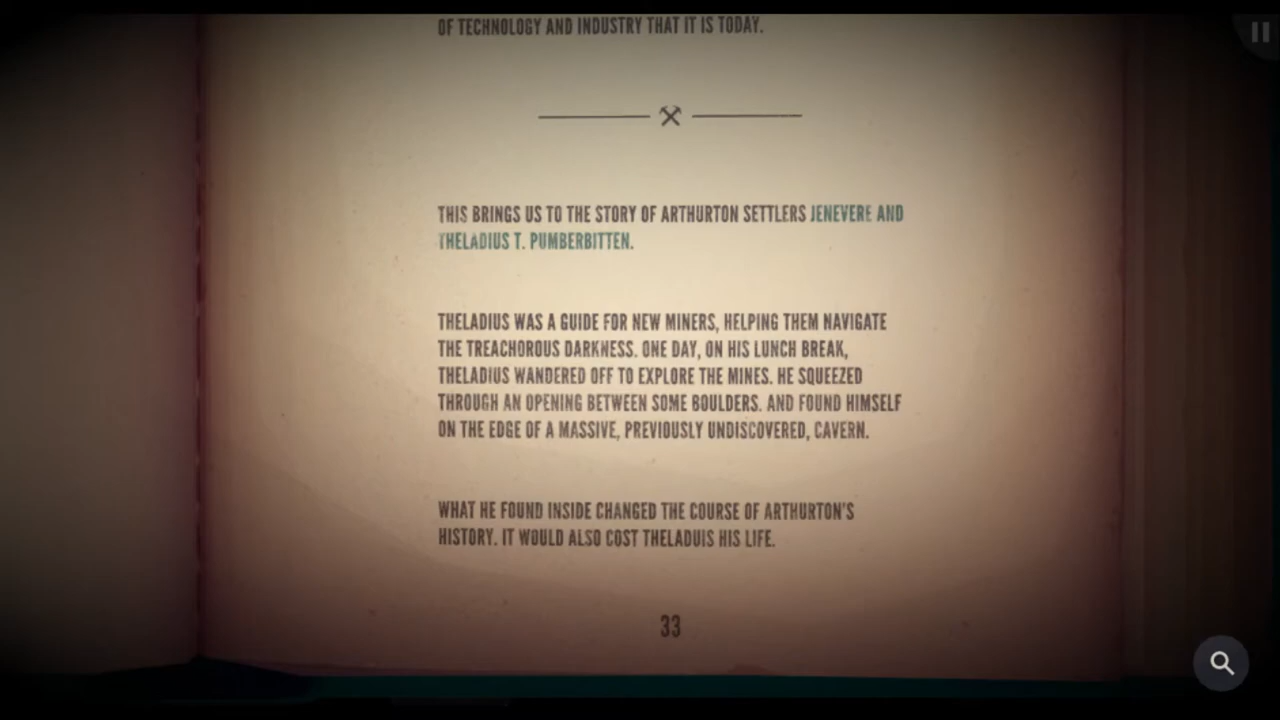 OF TECHNOLOGY AND INDUSTRY THAT IT IS TODAY.
THIS BRINGS US TO THE STORY OF ARTHURTON SETTLERS JENEVERE AND
THELADIUS T. PUMBERBITTEN.
THELADIUS WAS A GUIDE FOR NEW MINERS, HELPING THEM NAVIGATE
THE TREACHOROUS DARKNESS. ONE DAY, ON HIS LUNCH BREAK,
THELADIUS WANDERED OFF TO EXPLORE THE MINES. HE SQUEEZED
THROUGH AN OPENING BETWEEN SOME BOULDERS. AND FOUND HIMSELF
ON THE EDGE OF A MASSIVE, PREVIOUSLY UNDISCOVERED, CAVERN.
WHAT HE FOUND INSIDE CHANGED THE COURSE OF ARTHURTON'S
HISTORY. IT WOULD ALSO COST THELADUIS HIS LIFE.
33